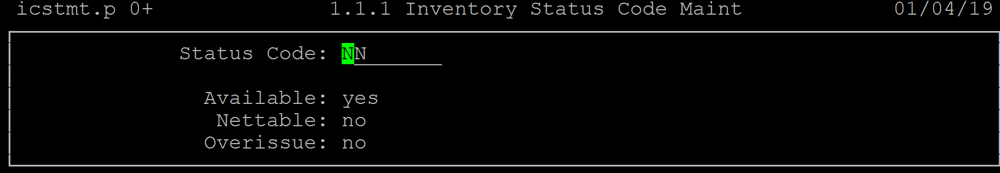 icstmt.p 0+ 1.1.1 Inventory Status Code Maint 01/04/19
Status Code: NN
Available: yes
Nettable: no
Overissue: no